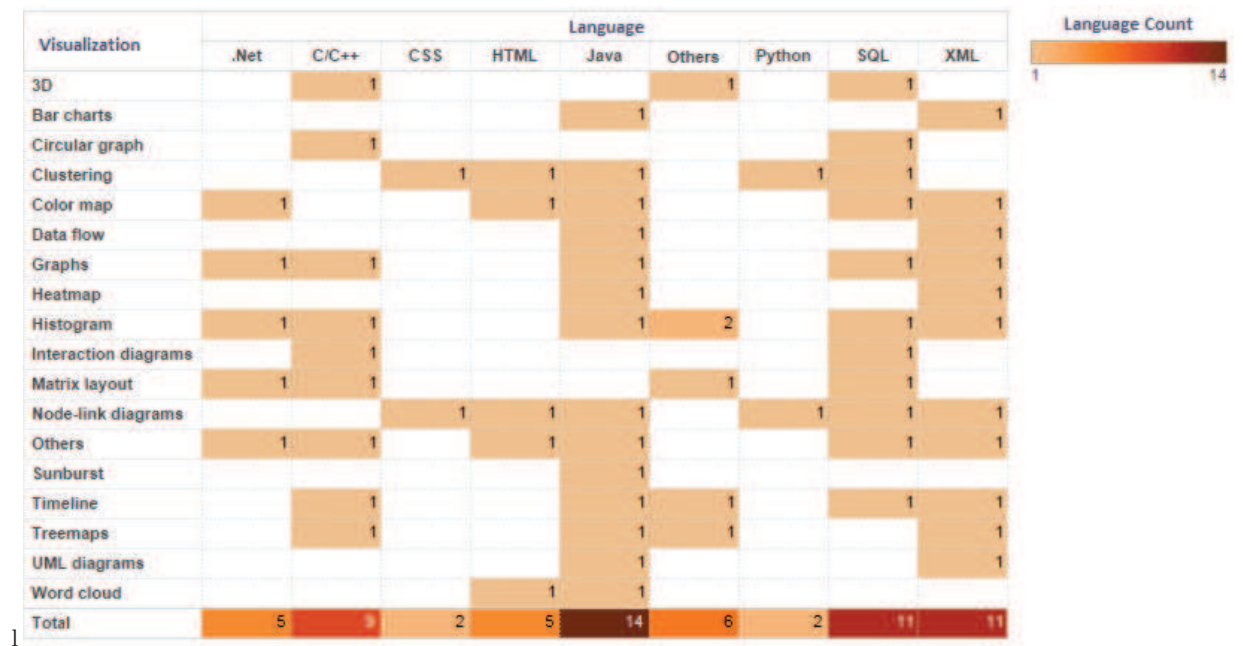 Language
Language Count
Visualization
.Net C/C++ CSS HTML Java Others Python SQL XML
1 14
3D 1 1 1
Bar charts 1 1
Circular graph 1 1
Clustering 1 1 1 1 1
Color map 1 1 1 1 1
Data flow 1 1
Graphs 1 1 1 1 1
Heatmap 1 1
Histogram 1 1 1 2 1 1
Interaction diagrams 1 1
Matrix layout 1 1 1 1
Node-link diagrams 1 1 1 1 1 1
Others 1 1 1 1 1 1
Sunburst 1
Timeline 1 1 1 1 1
Treemaps 1 1 1 1
UML diagrams 1 1
Word cloud 1 1
Total 5 9 2 5 14 6 2 11 11
l